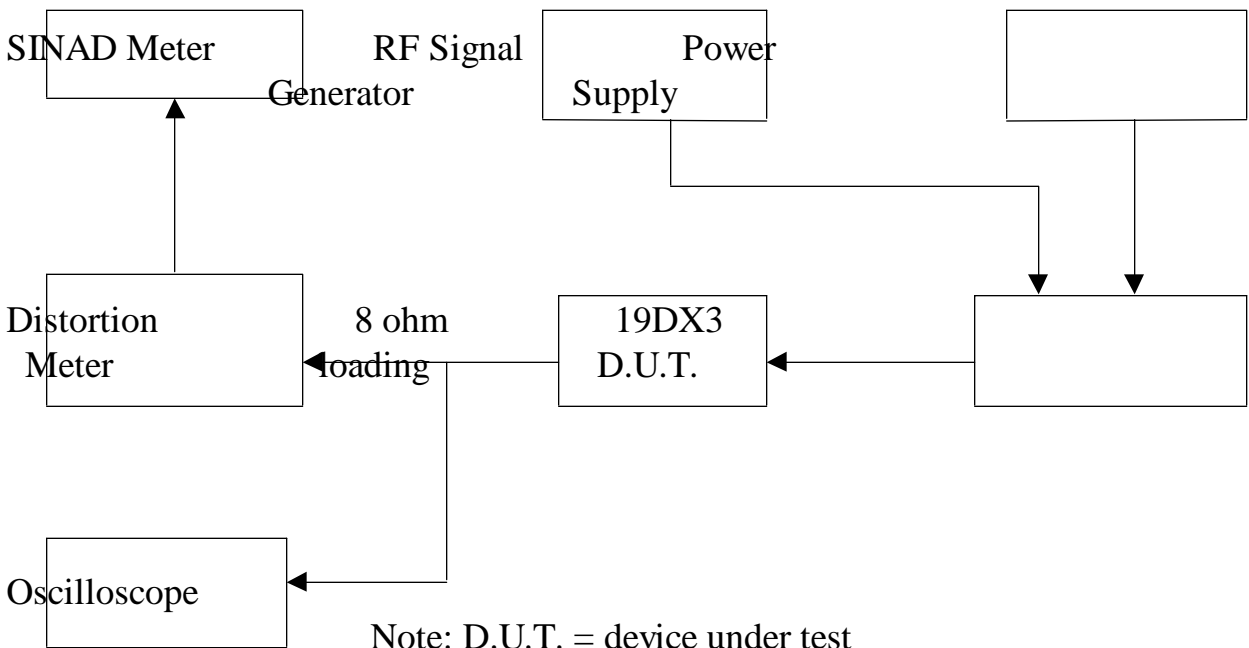 SINAD Meter RF Signal Power
Generator Supply
Distortion 8 ohm 19DX3
Meter loading D.U.T.
Oscilloscope
Note: D.U.T. = device under test